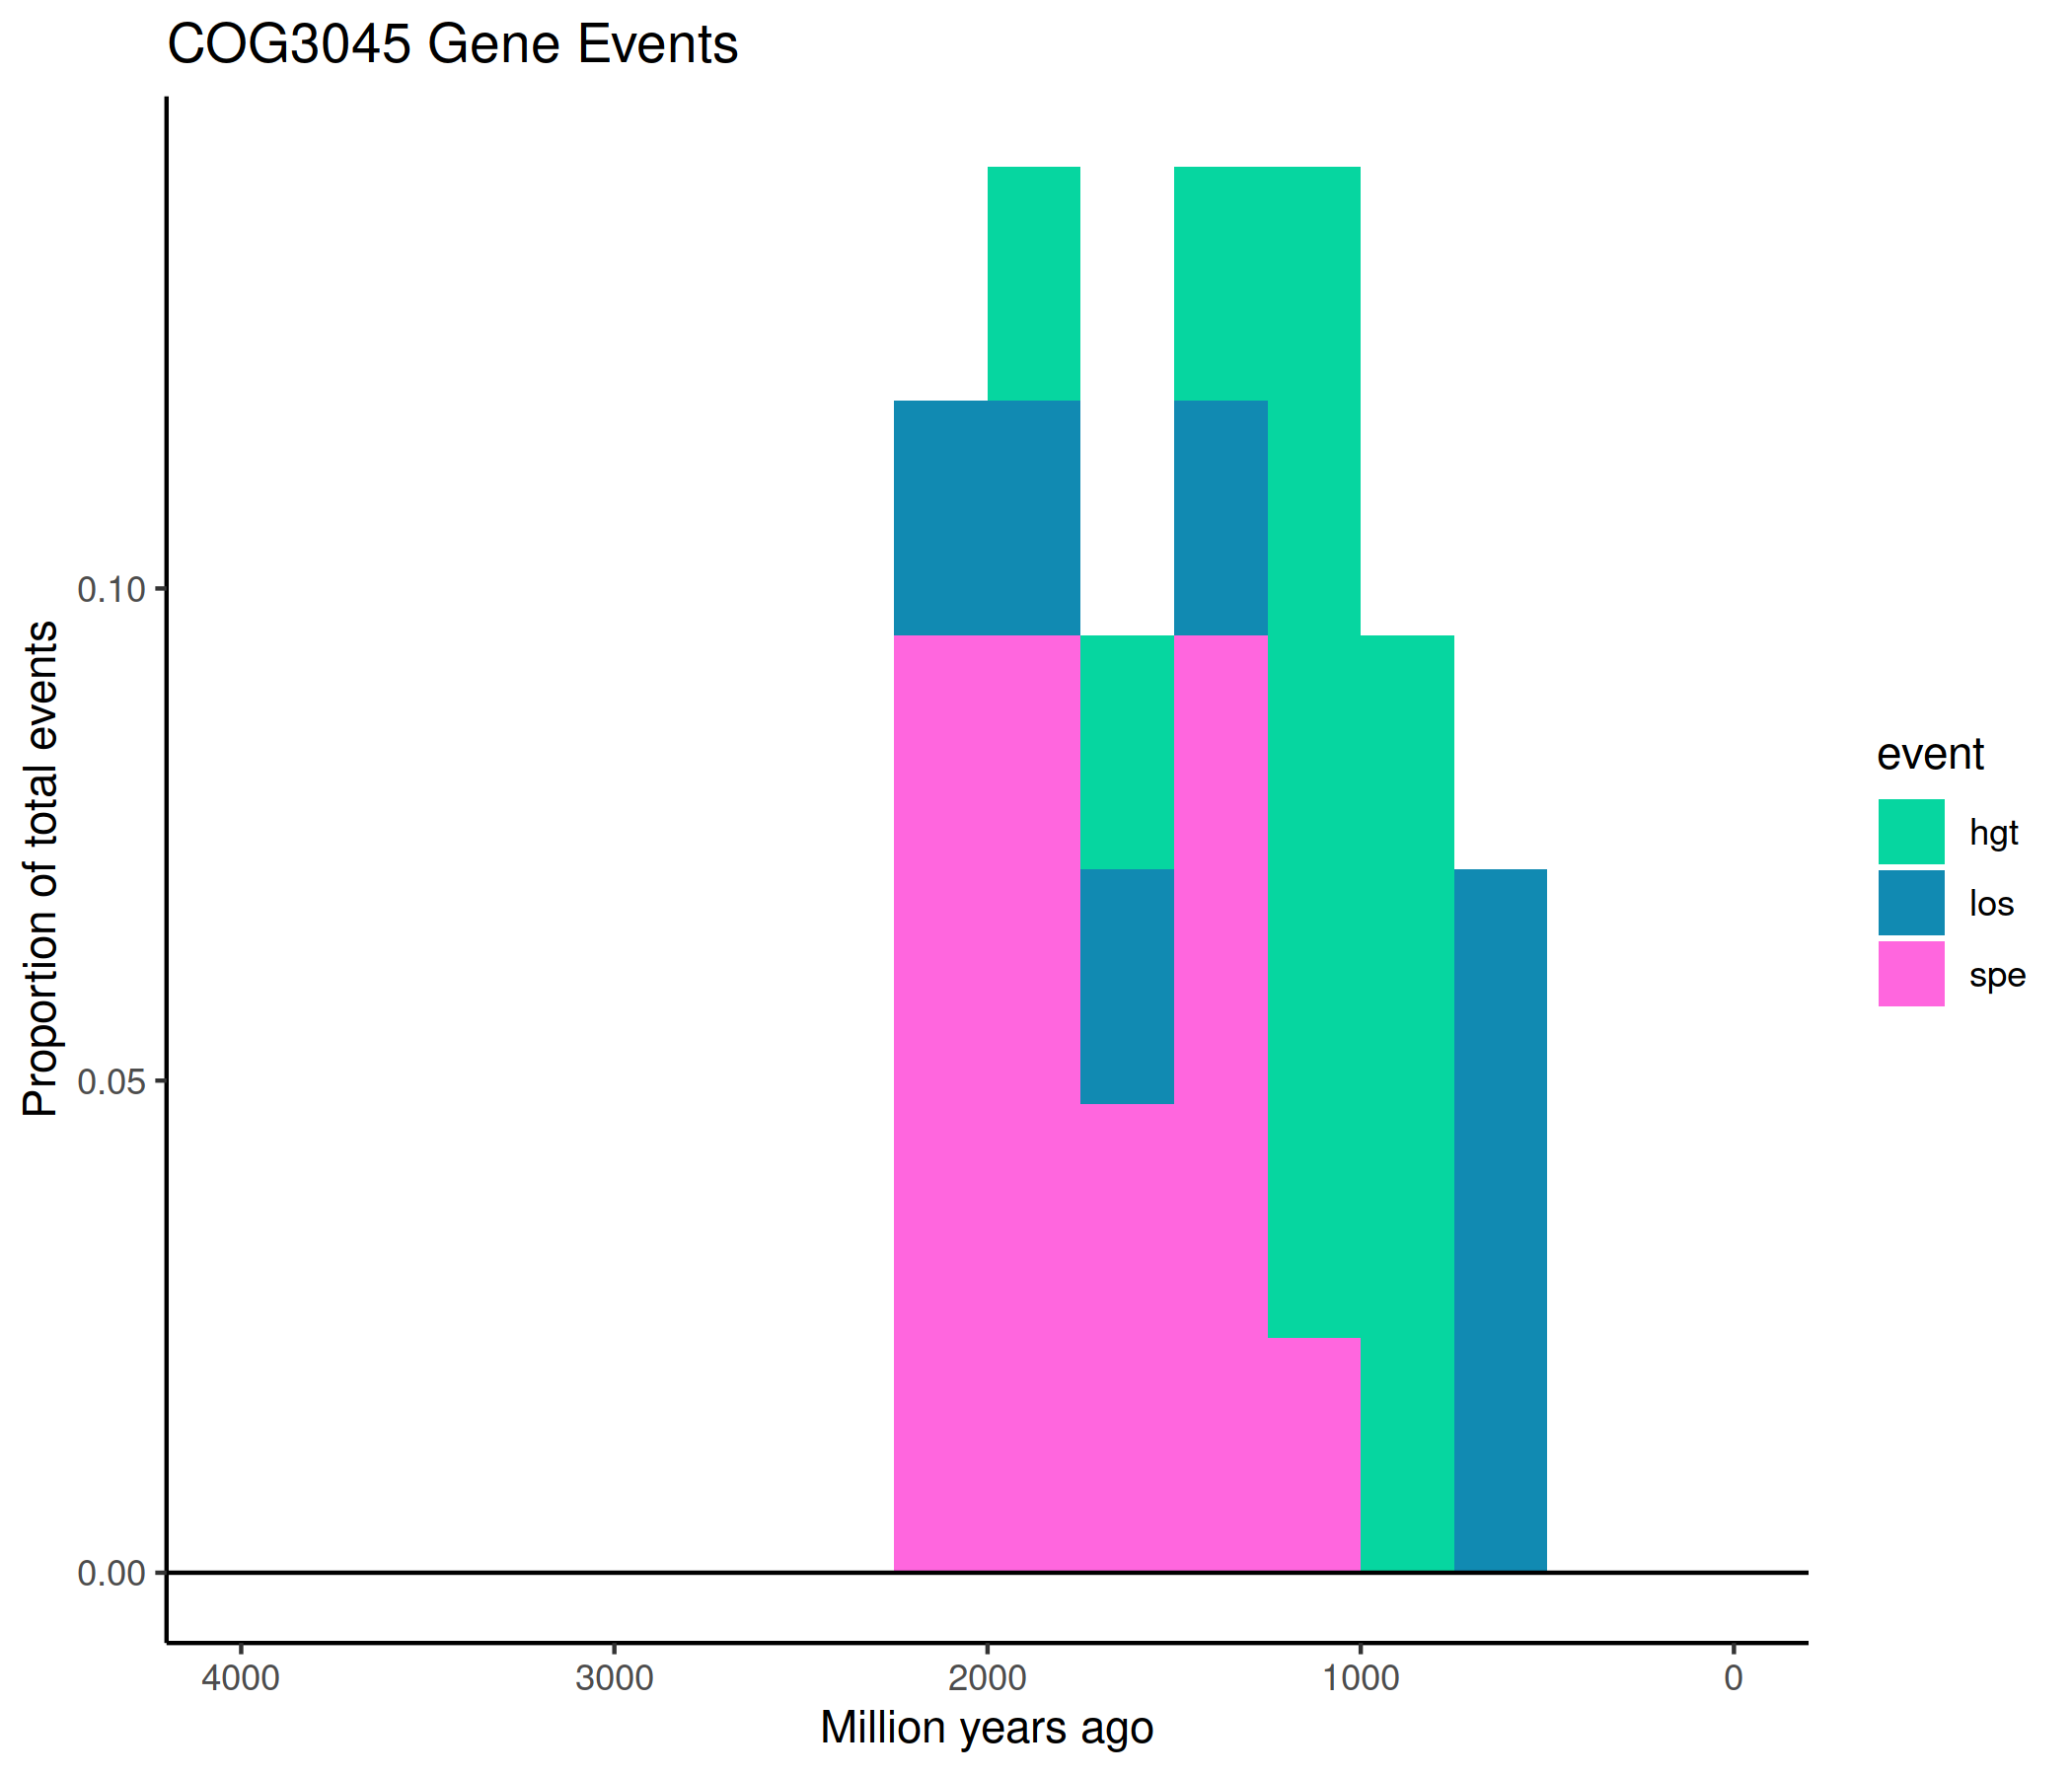 COG3045 Gene Events
Proportion of total events
0.10
0.05
0.00
4000 3000 2000 1000 0
Million years ago
event
hgt
los
spe